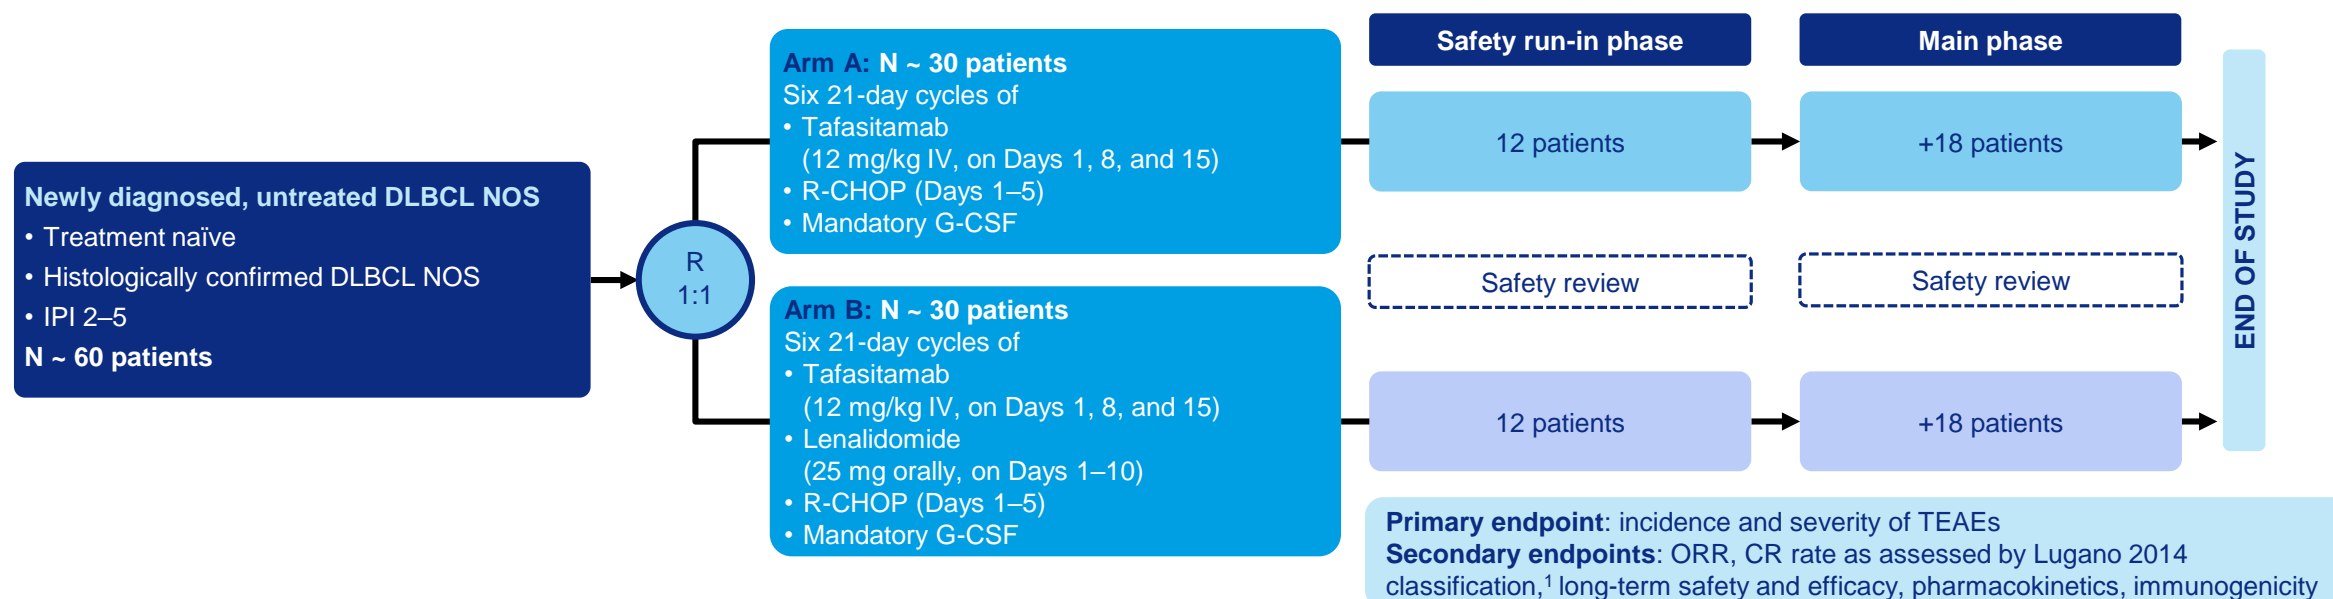 Newly diagnosed, untreated DLBCL NOS
• Treatment naïve
• Histologically confirmed DLBCL NOS
• IPI 2–5
N ~ 60 patients
R
1:1
Arm A: N ~ 30 patients
Six 21-day cycles of
• Tafasitamab
(12 mg/kg IV, on Days 1, 8, and 15)
• R-CHOP (Days 1–5)
• Mandatory G-CSF
Arm B: N ~ 30 patients
Six 21-day cycles of
• Tafasitamab
(12 mg/kg IV, on Days 1, 8, and 15)
• Lenalidomide
(25 mg orally, on Days 1–10)
• R-CHOP (Days 1–5)
• Mandatory G-CSF
Safety run-in phase
Main phase
12 patients
+18 patients
Safety review
Safety review
12 patients
+18 patients
END OF STUDY
Primary endpoint: incidence and severity of TEAEs
Secondary endpoints: ORR, CR rate as assessed by Lugano 2014
classification,¹ long-term safety and efficacy, pharmacokinetics, immunogenicity